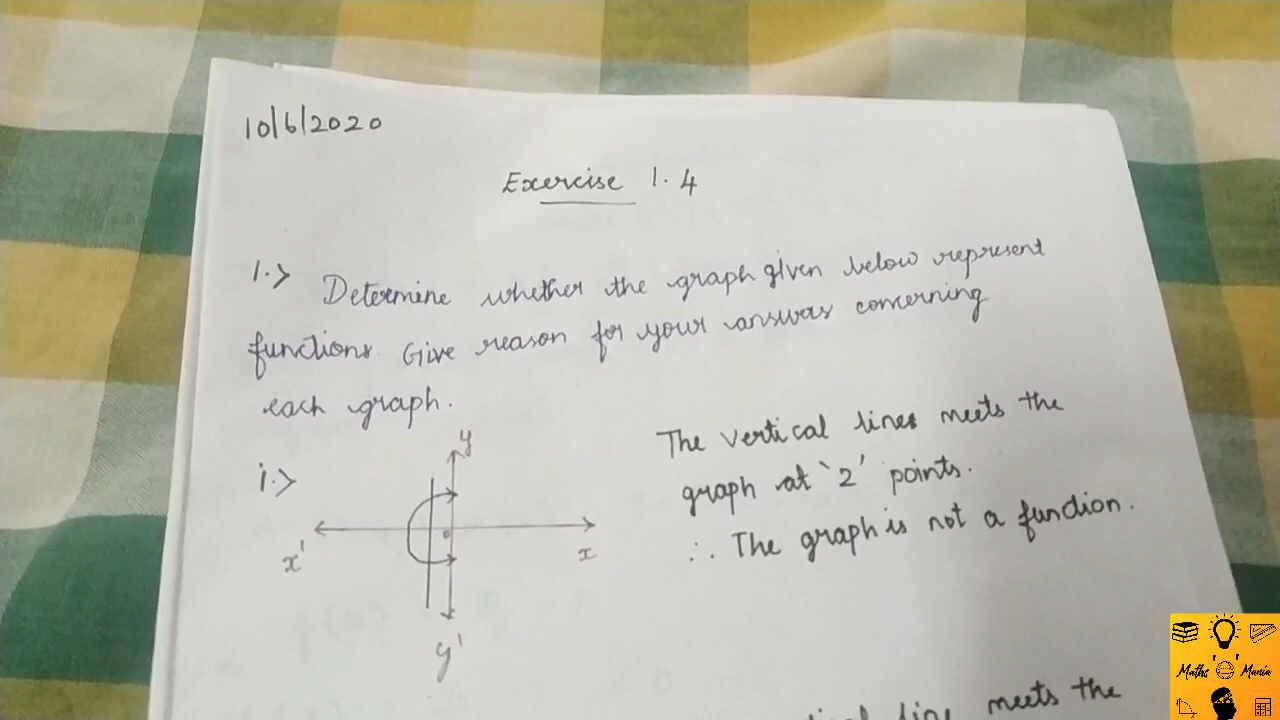 10/6/2020
Exercise 1.4
1.> Determine whether the graph given below represent
functions. Give reason for your answers concerning
each graph.
i.>
y
x'
o
x
y'
The vertical lines meets the
graph at '2' points.
∴ The graph is not a function.
line meets the
Maths Mania